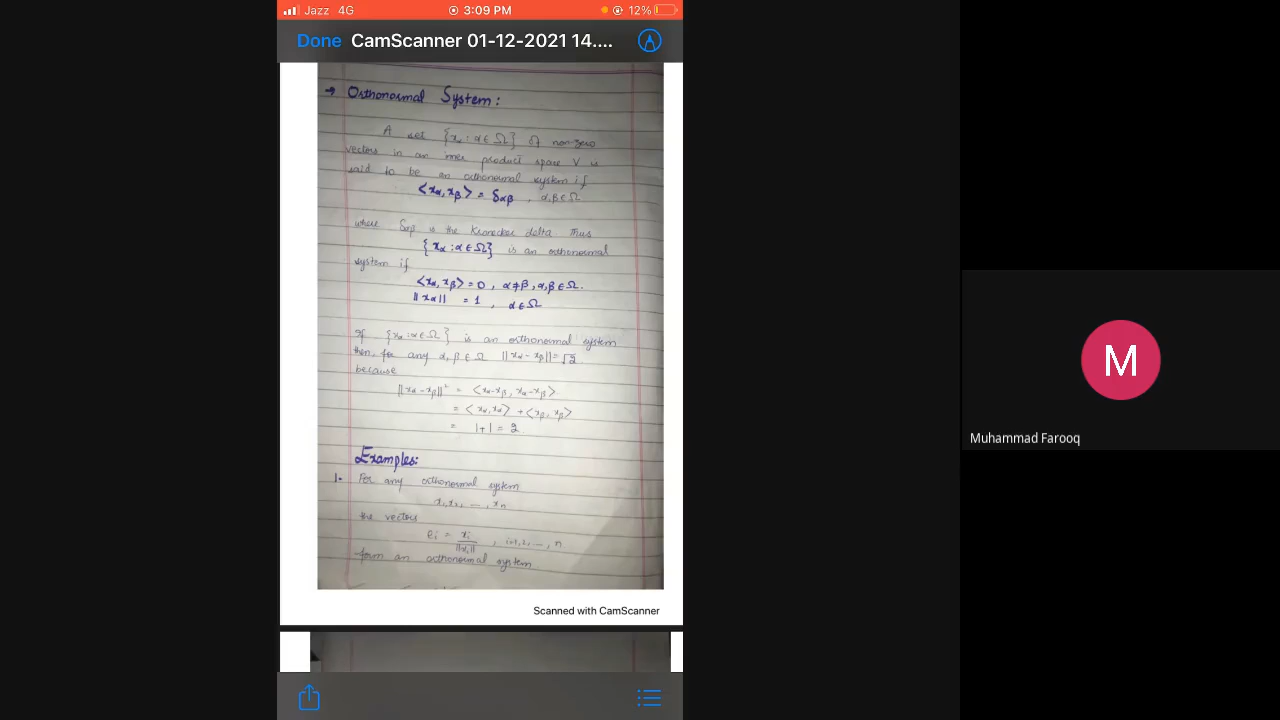 Jazz 4G 3:09 PM 12%
Done CamScanner 01-12-2021 14....
→ Orthonormal System:
A set {xα : α ∈ Ω} of non-zero
vectors in an inner product space V is
said to be an orthonormal system if
<xα, xβ> = δαβ , α,β ∈ Ω
where δαβ is the Kronecker delta Thus
{xα : α ∈ Ω} is an orthonormal
system if
<xα, xβ> = 0 , α ≠ β , α,β ∈ Ω.
||xα|| = 1 , α ∈ Ω
If {xα : α ∈ Ω} is an orthonormal system
then, for any α, β ∈ Ω ||xα - xβ|| = √2
because
||xα - xβ||² = <xα-xβ, xα-xβ>
= <xα, xα> + <xβ, xβ>
= 1+1 = 2
Examples:
1. For any orthonormal system
x₁, x₂, ..., xn
the vectors
ei = xi / ||xi|| , i=1,2,...,n
form an orthonormal system
Scanned with CamScanner
M
Muhammad Farooq